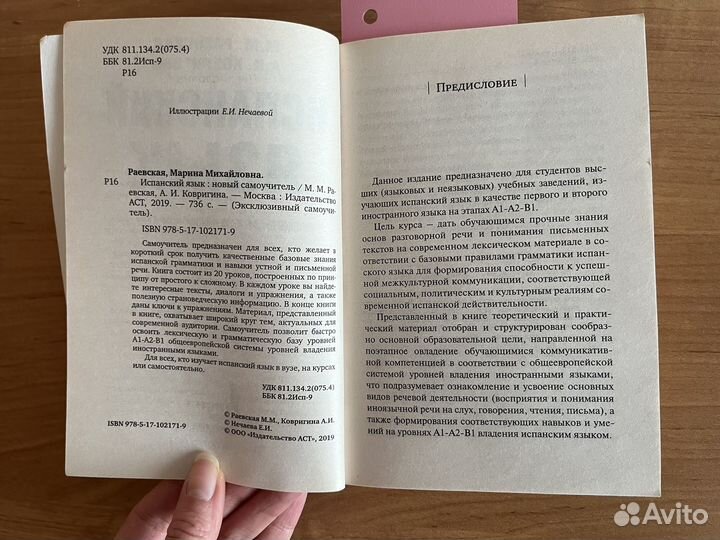 УДК 811.134.2(075.4)
ББК 81.2Исп-9
Р16
Иллюстрации Е.И. Нечаевой
Раевская, Марина Михайловна.
Р16
Испанский язык : новый самоучитель / М. М. Ра-
евская, А. И. Ковригина. — Москва : Издательство
АСТ, 2019. — 736 с. — (Эксклюзивный самоучи-
тель).
ISBN 978-5-17-102171-9
Самоучитель предназначен для всех, кто желает в
короткий срок получить качественные базовые знания
испанской грамматики и навыки устной и письменной
речи. Книга состоит из 20 уроков, построенных по прин-
ципу от простого к сложному. В каждом уроке вы найде-
те интересные тексты, диалоги и упражнения, а также
полезную страноведческую информацию. В конце книги
даны ключи к упражнениям. Материал, представленный
в книге, охватывает широкий круг тем, актуальных для
современной аудитории. Самоучитель позволит быстро
освоить лексическую и грамматическую базу уровней
А1-А2-В1 общеевропейской системы уровней владения
иностранными языками.
Для всех, кто изучает испанский язык в вузе, на курсах
или самостоятельно.
УДК 811.134.2(075.4)
ББК 81.2Исп-9
© Раевская М.М., Ковригина А.И.
© Нечаева Е.И.
ISBN 978-5-17-102171-9
© ООО «Издательство АСТ», 2019
Предисловие
Данное издание предназначено для студентов выс-
ших (языковых и неязыковых) учебных заведений, из-
учающих испанский язык в качестве первого и второго
иностранного языка на этапах А1-А2-В1.
Цель курса — дать обучающимся прочные знания
основ разговорной речи и понимания письменных
текстов на современном лексическом материале в со-
ответствии с базовыми правилами грамматики испан-
ского языка для формирования способности к успеш-
ной межкультурной коммуникации, соответствующей
социальным, политическим и культурным реалиям со-
временной испанской действительности.
Представленный в книге теоретический и практи-
ческий материал отобран и структурирован сообраз-
но основной образовательной цели, направленной на
поэтапное овладение обучающимися коммуникатив-
ной компетенцией в соответствии с общеевропейской
системой уровней владения иностранными языками,
что подразумевает ознакомление и усвоение основных
видов речевой деятельности (восприятия и понимания
иноязычной речи на слух, говорения, чтения, письма), а
также формирования соответствующих навыков и уме-
ний на уровнях А1-А2-В1 владения испанским языком.
Avito